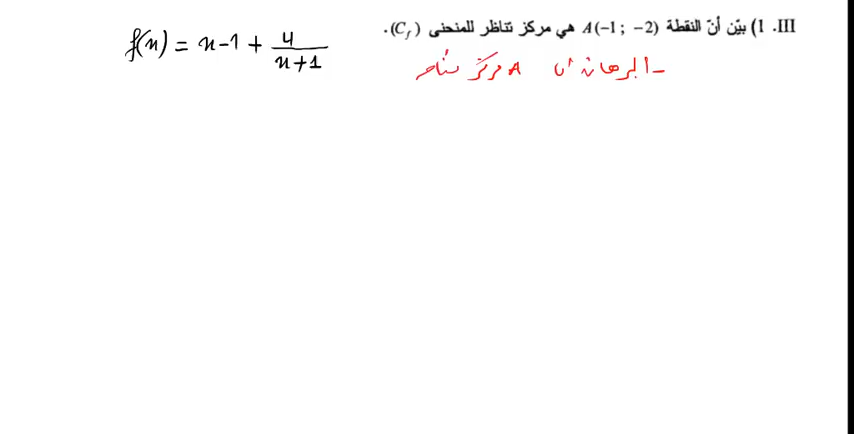 III. 1) بيّن أنّ النقطة A(−1 ; −2) هي مركز تناظر للمنحنى (C_f).
f(x) = x-1 + 4/(x+1)
- البرهان أن A مركز تناظر